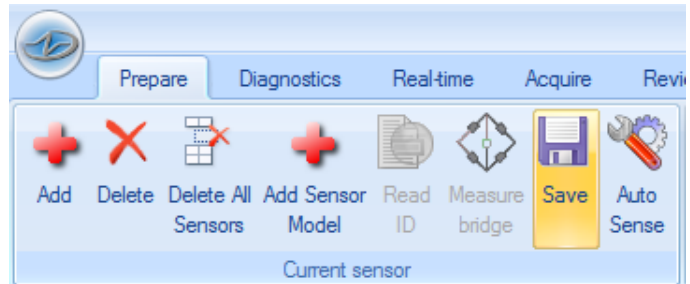 Prepare Diagnostics Real-time Acquire
Add Delete Delete All Add Sensor Read Measure Save Auto
Sensors Model ID bridge Sense
Current sensor